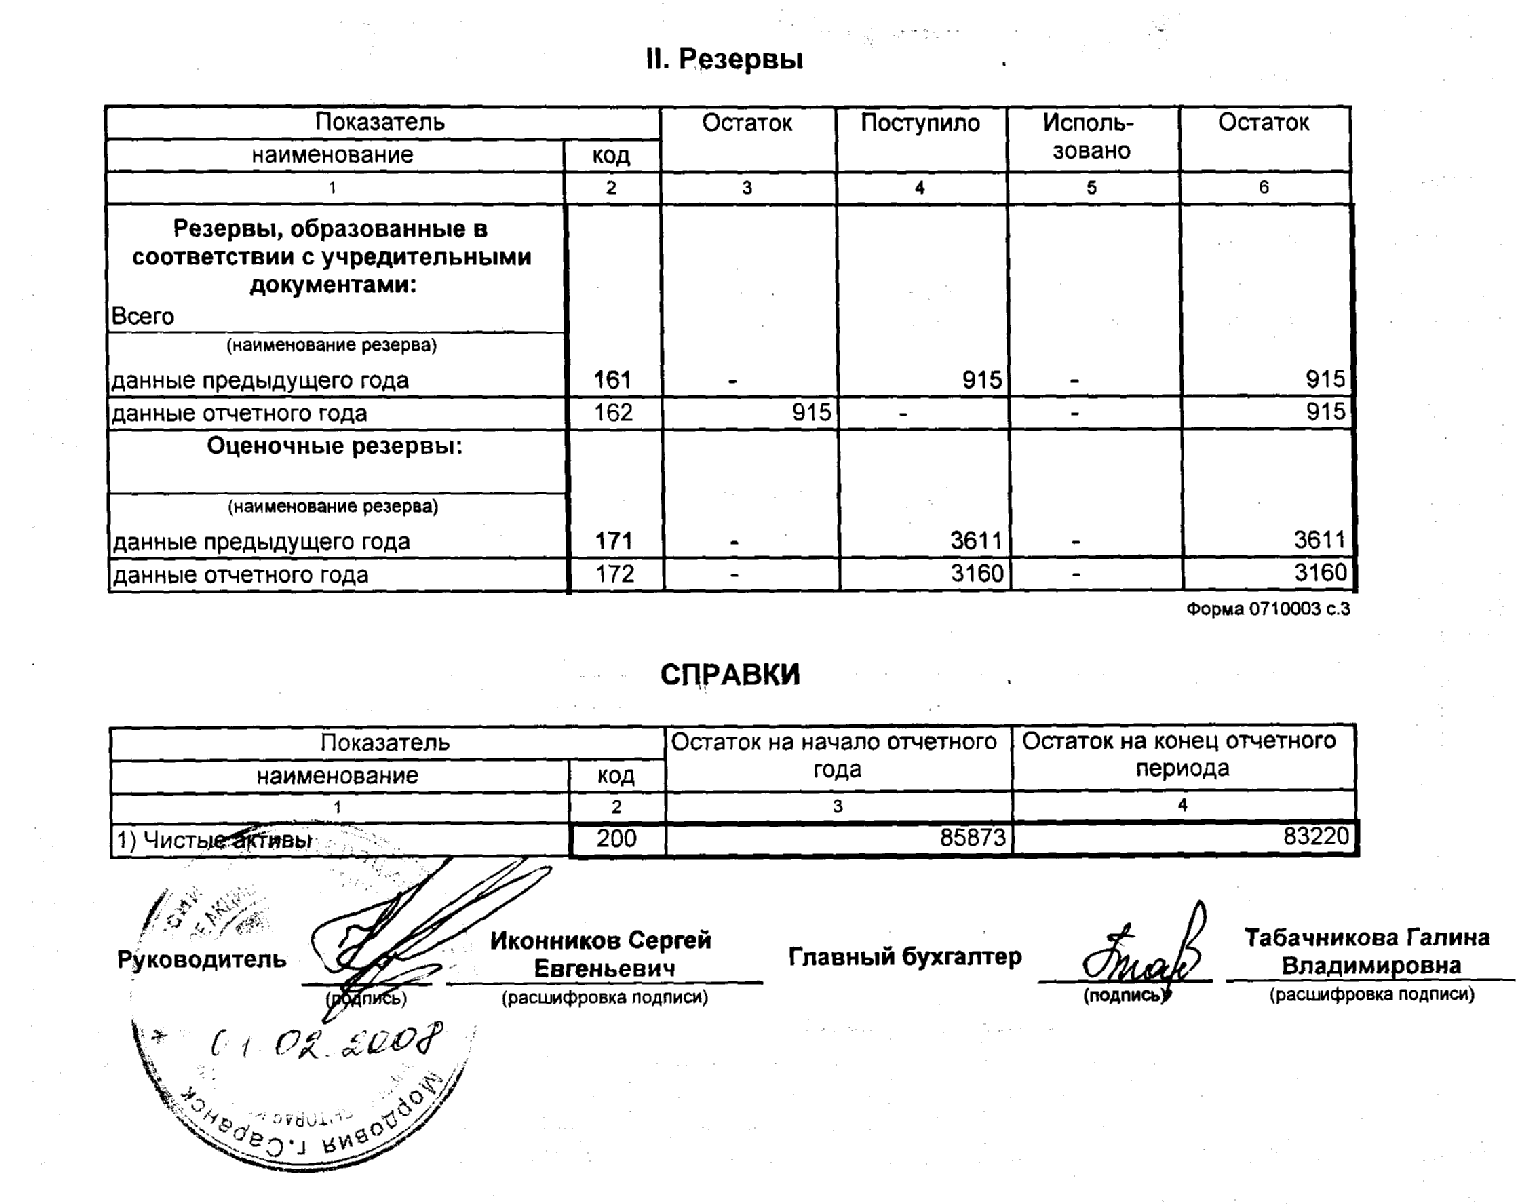 II. Резервы
Показатель Остаток Поступило Исполь-зовано Остаток
наименование код
1 2 3 4 5 6
Резервы, образованные в
соответствии с учредительными
документами:
Всего
(наименование резерва)
данные предыдущего года 161 - 915 - 915
данные отчетного года 162 915 - - 915
Оценочные резервы:
(наименование резерва)
данные предыдущего года 171 - 3611 - 3611
данные отчетного года 172 - 3160 - 3160
Форма 0710003 с.3
СПРАВКИ
Показатель Остаток на начало отчетного Остаток на конец отчетного
наименование код года периода
1 2 3 4
1) Чистые активы 200 85873 83220
Руководитель
(подпись)
Иконников Сергей
Евгеньевич
(расшифровка подписи)
Главный бухгалтер
(подпись)
Табачникова Галина
Владимировна
(расшифровка подписи)
01.02.2008
Мордовия г.Саранск